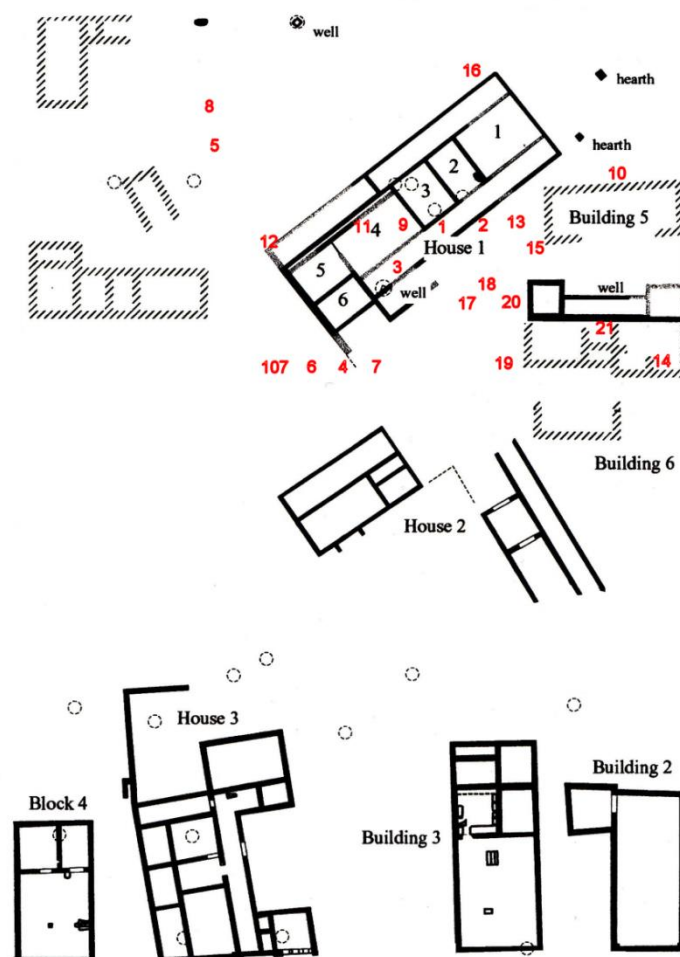 well
16
hearth
8
1
5
hearth
2
10
3
11
9
1
2
13
Building 5
4
12
House 1
15
5
3
18
well
6
well
17
20
21
107
6
4
7
19
14
Building 6
House 2
House 3
Building 2
Block 4
Building 3